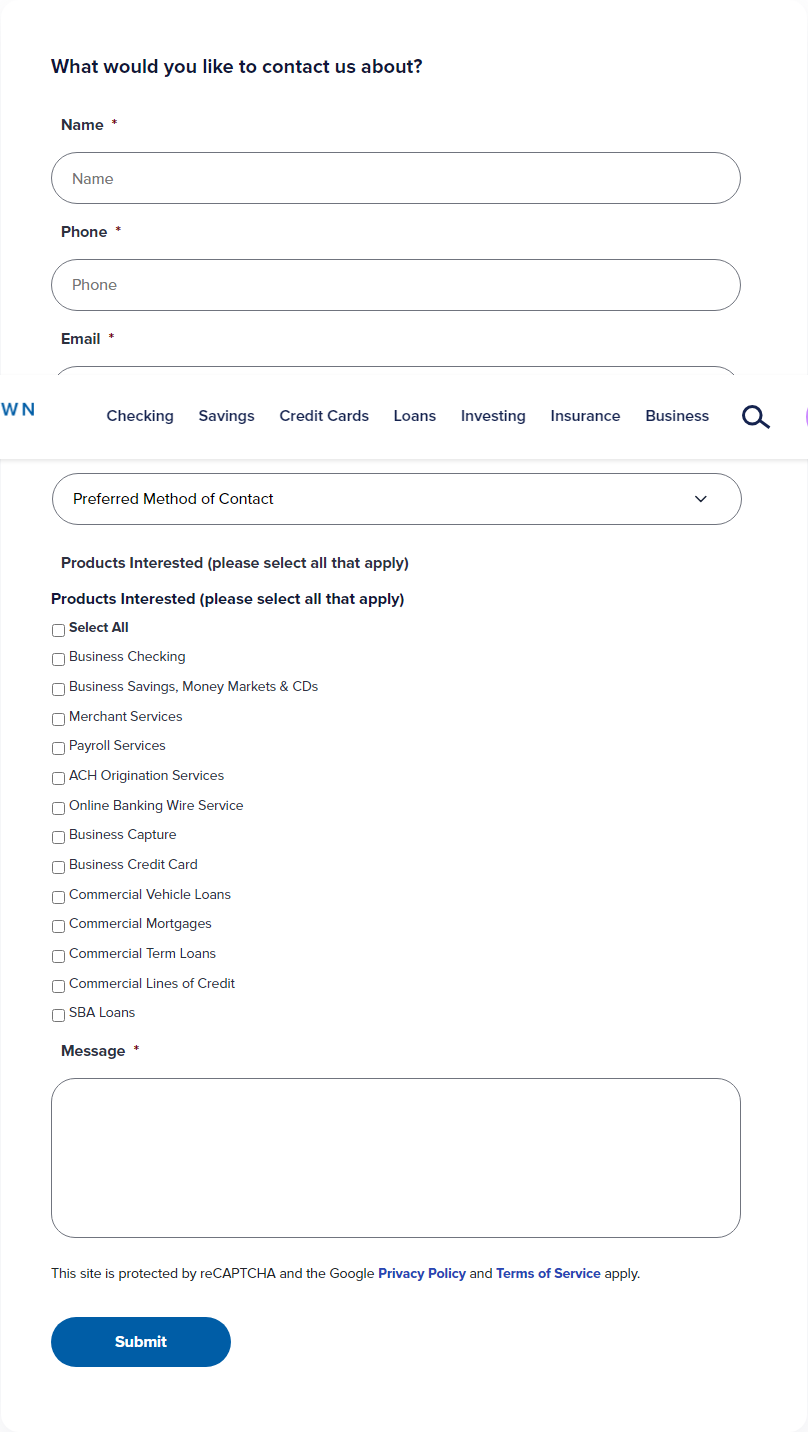 What would you like to contact us about?
Name *
Name
Phone *
Phone
Email *
WN Checking Savings Credit Cards Loans Investing Insurance Business
Preferred Method of Contact
Products Interested (please select all that apply)
Products Interested (please select all that apply)
Select All
Business Checking
Business Savings, Money Markets & CDs
Merchant Services
Payroll Services
ACH Origination Services
Online Banking Wire Service
Business Capture
Business Credit Card
Commercial Vehicle Loans
Commercial Mortgages
Commercial Term Loans
Commercial Lines of Credit
SBA Loans
Message *
This site is protected by reCAPTCHA and the Google Privacy Policy and Terms of Service apply.
Submit